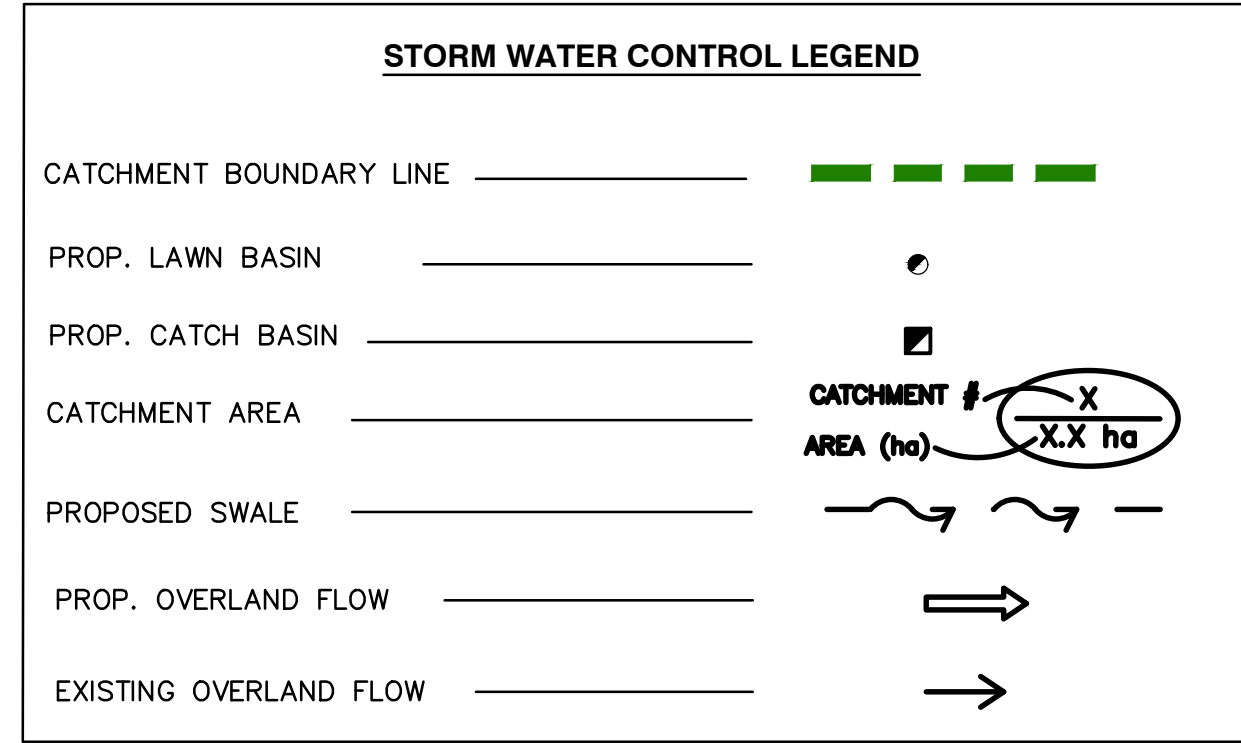 STORM WATER CONTROL LEGEND
CATCHMENT BOUNDARY LINE
PROP. LAWN BASIN
PROP. CATCH BASIN
CATCHMENT AREA
CATCHMENT #
X
AREA (ha)
X.X ha
PROPOSED SWALE
PROP. OVERLAND FLOW
EXISTING OVERLAND FLOW